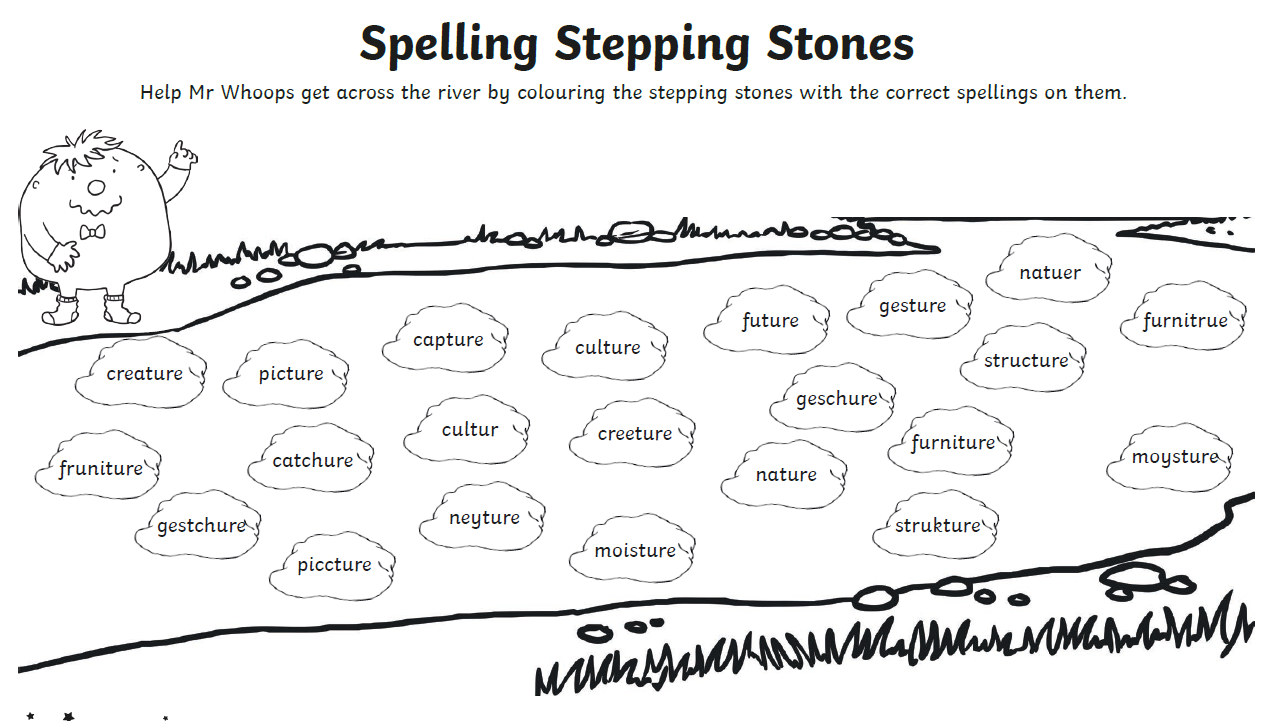 Spelling Stepping Stones
Help Mr Whoops get across the river by colouring the stepping stones with the correct spellings on them.
natuer
gesture
future
furnitrue
capture
culture
structure
creature
picture
geschure
cultur
creeture
furniture
fruniture
catchure
nature
moysture
gestchure
neyture
strukture
piccture
moisture